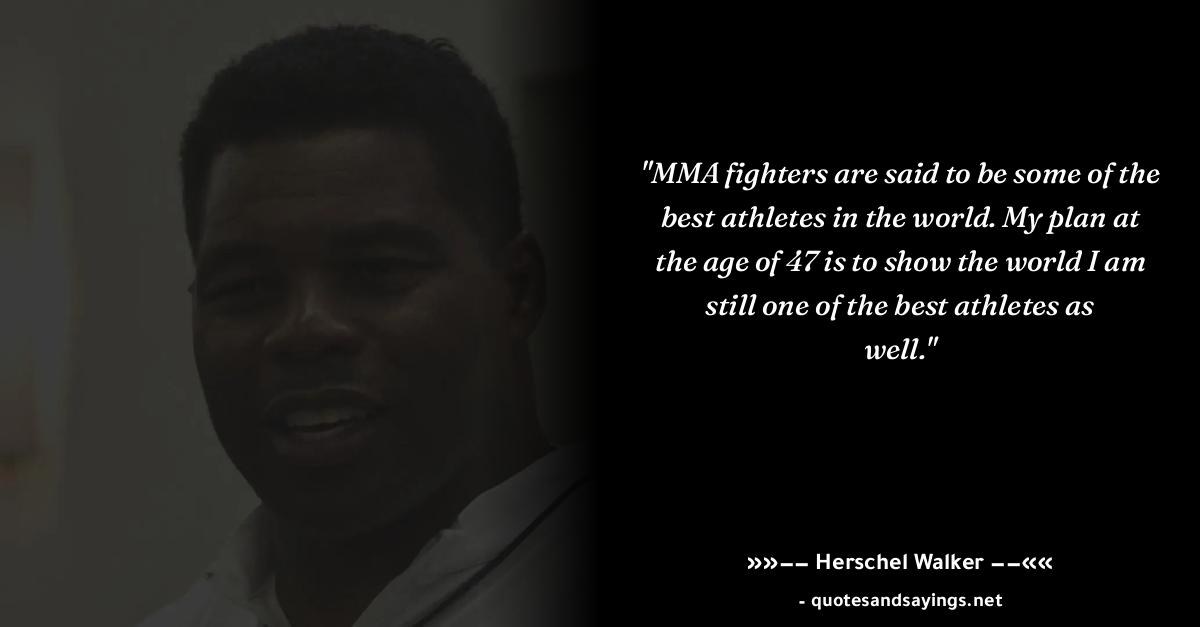 "MMA fighters are said to be some of the
best athletes in the world. My plan at
the age of 47 is to show the world I am
still one of the best athletes as
well."
»»−− Herschel Walker −−««
- quotesandsayings.net